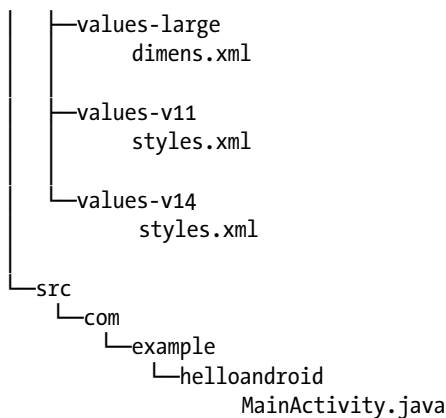 values-large
dimens.xml
values-v11
styles.xml
values-v14
styles.xml
src
com
example
helloandroid
MainActivity.java